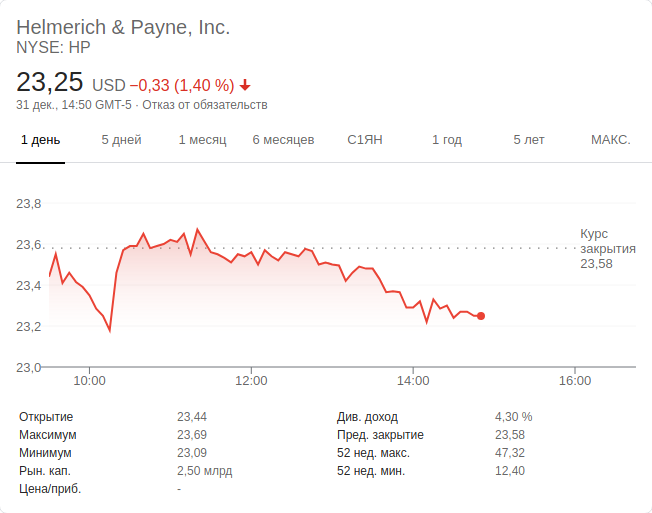 Helmerich & Payne, Inc.
NYSE: HP
23,25 USD −0,33 (1,40 %)
31 дек., 14:50 GMT-5 · Отказ от обязательств
1 день 5 дней 1 месяц 6 месяцев С1ЯН 1 год 5 лет МАКС.
23,8
23,6
23,4
23,2
23,0
Курс
закрытия
23,58
10:00 12:00 14:00 16:00
Открытие 23,44 Див. доход 4,30 %
Максимум 23,69 Пред. закрытие 23,58
Минимум 23,09 52 нед. макс. 47,32
Рын. кап. 2,50 млрд 52 нед. мин. 12,40
Цена/приб. -